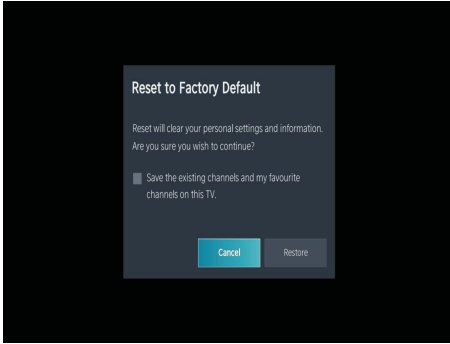 Reset to Factory Default
Reset will clear your personal settings and information.
Are you sure you wish to continue?
Save the existing channels and my favourite
channels on this TV.
Cancel Restore